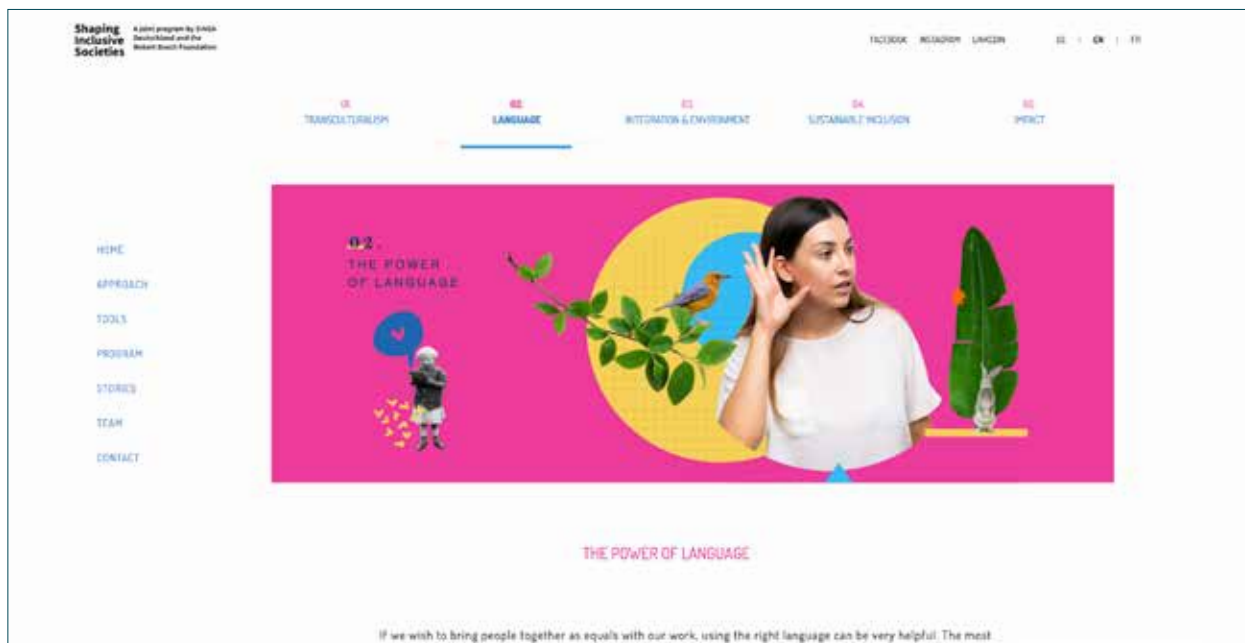 Shaping
Inclusive
Societies
A joint program by SINGA
Deutschland and the
Robert Bosch Foundation
FACEBOOK INSTAGRAM LINKEDIN
DE | EN | FR
01.
TRANSCULTURALISM
02.
LANGUAGE
03.
INTEGRATION & ENVIRONMENT
04.
SUSTAINABLE INCLUSION
05.
IMPACT
HOME
APPROACH
TOOLS
PROGRAM
STORIES
TEAM
CONTACT
02.
THE POWER
OF LANGUAGE
THE POWER OF LANGUAGE
If we wish to bring people together as equals with our work, using the right language can be very helpful. The most